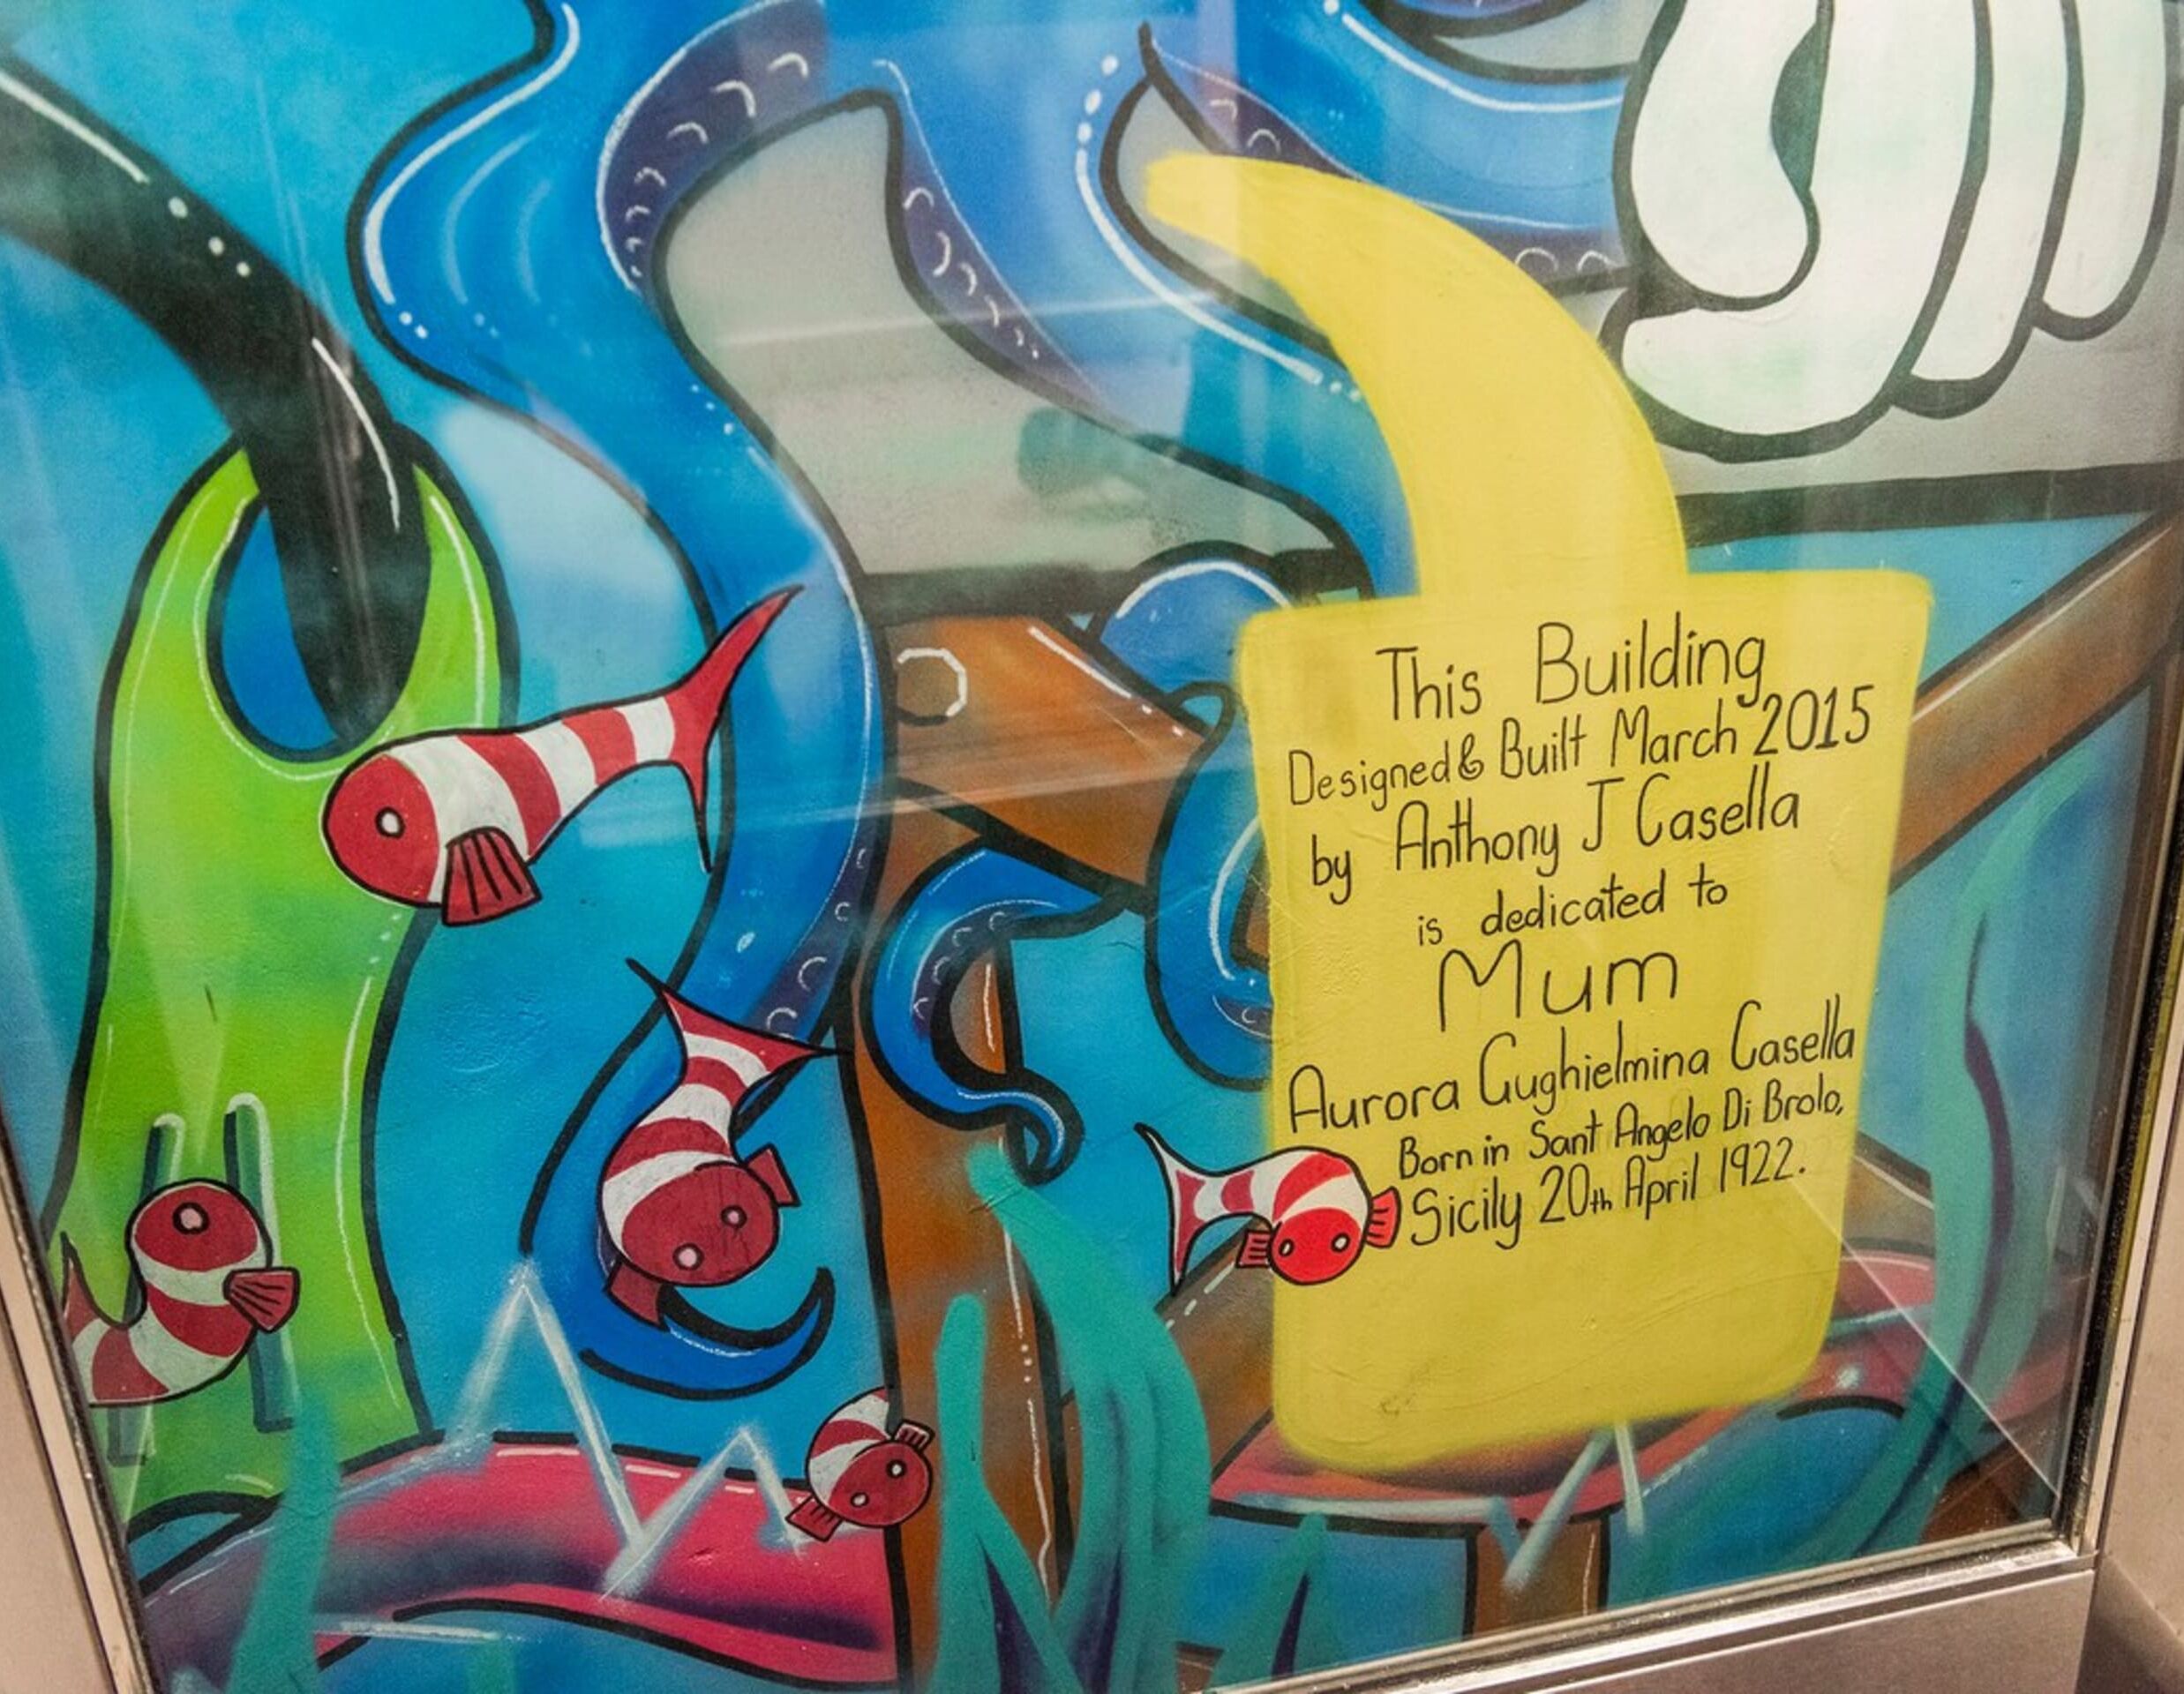 This Building
Designed & Built March 2015
by Anthony J Casella
is dedicated to
Mum
Aurora Gughielmina Casella
Born in Sant Angelo Di Brolo,
Sicily 20th April 1922.